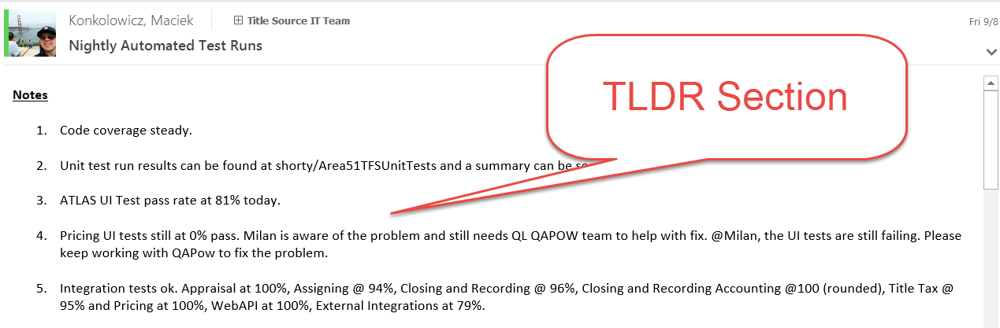 Konkolowicz, Maciek
Title Source IT Team
Fri 9/8
Nightly Automated Test Runs
TLDR Section
Notes
1. Code coverage steady.
2. Unit test run results can be found at shorty/Area51TFSUnitTests and a summary can be
3. ATLAS UI Test pass rate at 81% today.
4. Pricing UI tests still at 0% pass. Milan is aware of the problem and still needs QL QAPOW team to help with fix. @Milan, the UI tests are still failing. Please
keep working with QAPow to fix the problem.
5. Integration tests ok. Appraisal at 100%, Assigning @ 94%, Closing and Recording @ 96%, Closing and Recording Accounting @100 (rounded), Title Tax @
95% and Pricing at 100%, WebAPI at 100%, External Integrations at 79%.